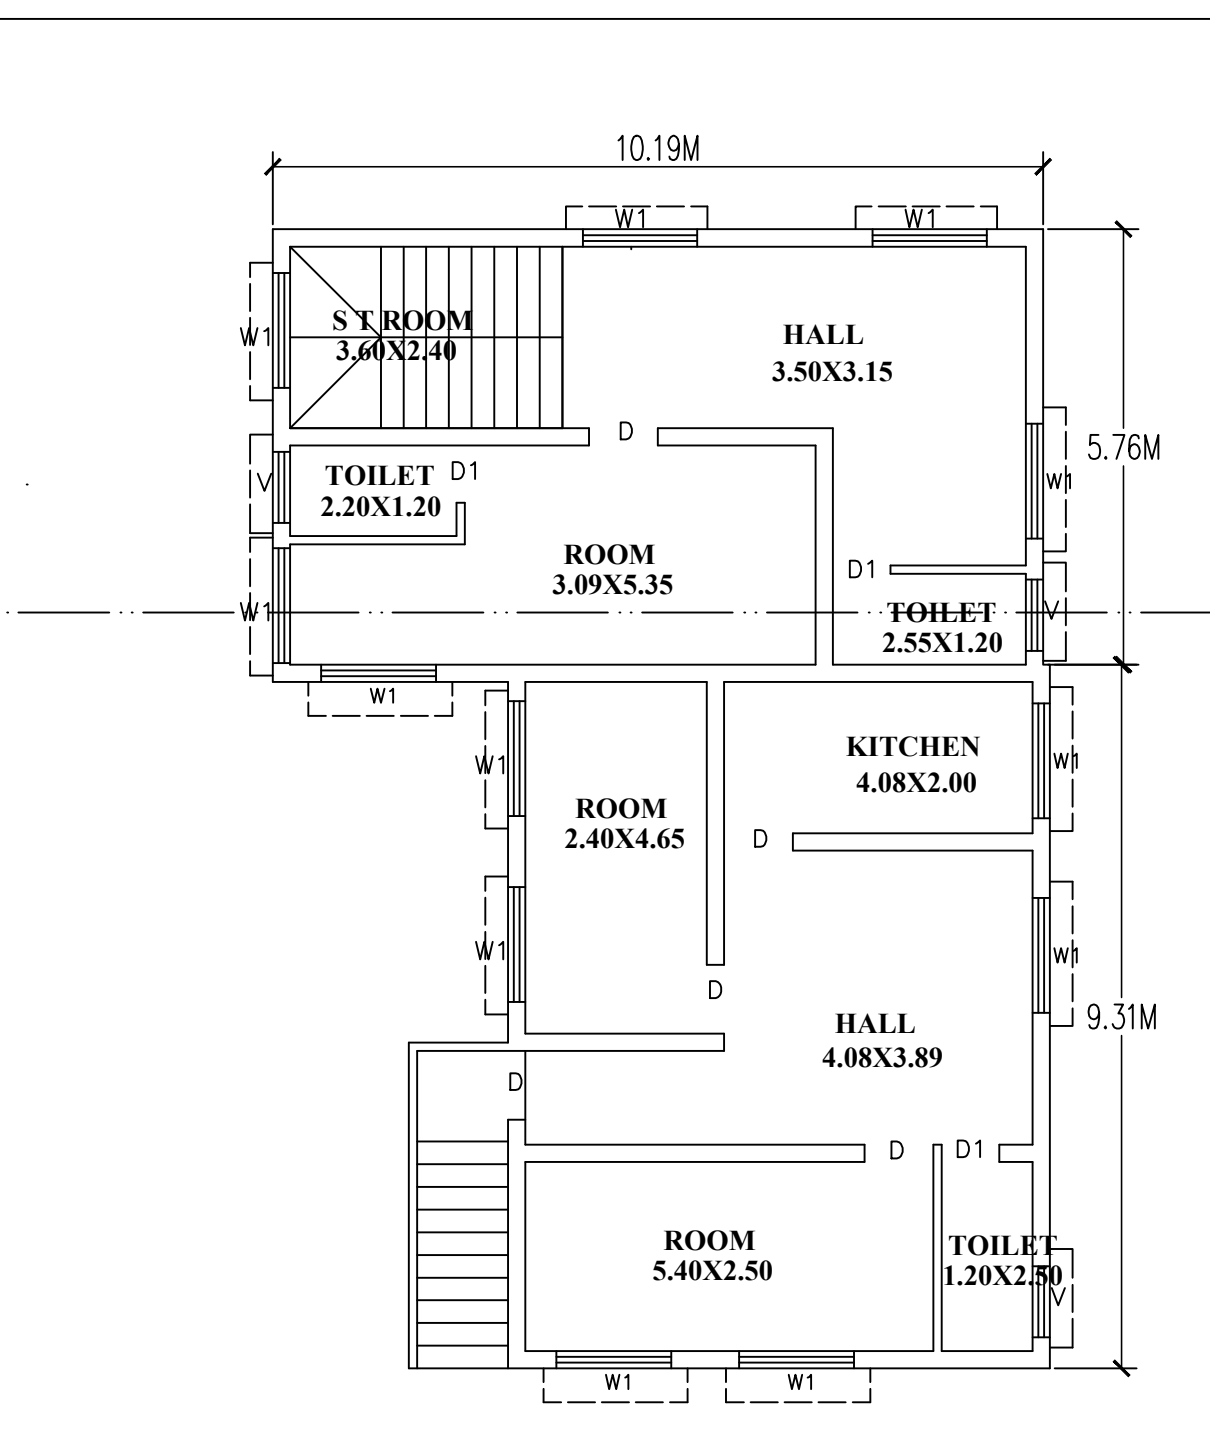 10.19M
W1
W1
S T ROOM
3.60X2.40
W1
HALL
3.50X3.15
D
5.76M
TOILET
2.20X1.20
D1
V
W1
ROOM
3.09X5.35
D1
W1
TOILET
2.55X1.20
V
W1
KITCHEN
4.08X2.00
W1
W1
ROOM
2.40X4.65
D
W1
W1
D
HALL
4.08X3.89
9.31M
D
D
D1
ROOM
5.40X2.50
TOILET
1.20X2.50
V
W1
W1